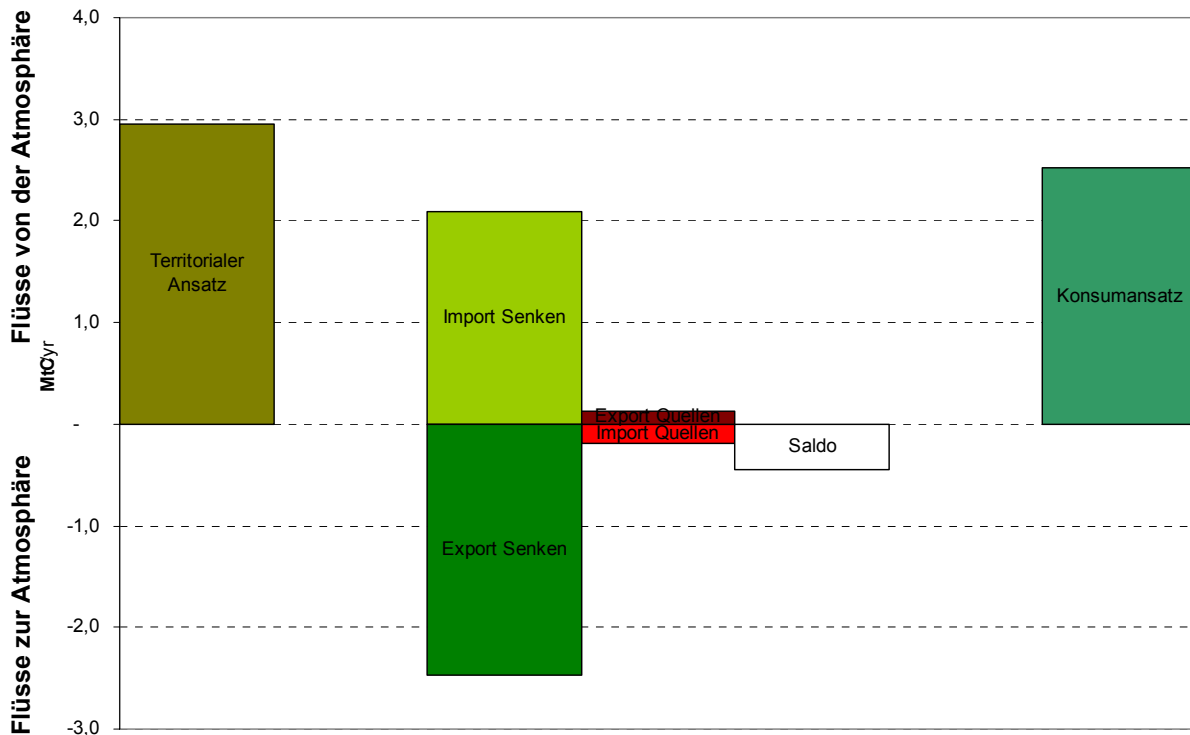 Flüsse von der Atmosphäre
Flüsse zur Atmosphäre
MtC/yr
4,0
3,0
2,0
1,0
-
-1,0
-2,0
-3,0
Territorialer
Ansatz
Import Senken
Export Senken
Export Quellen
Import Quellen
Saldo
Konsumansatz